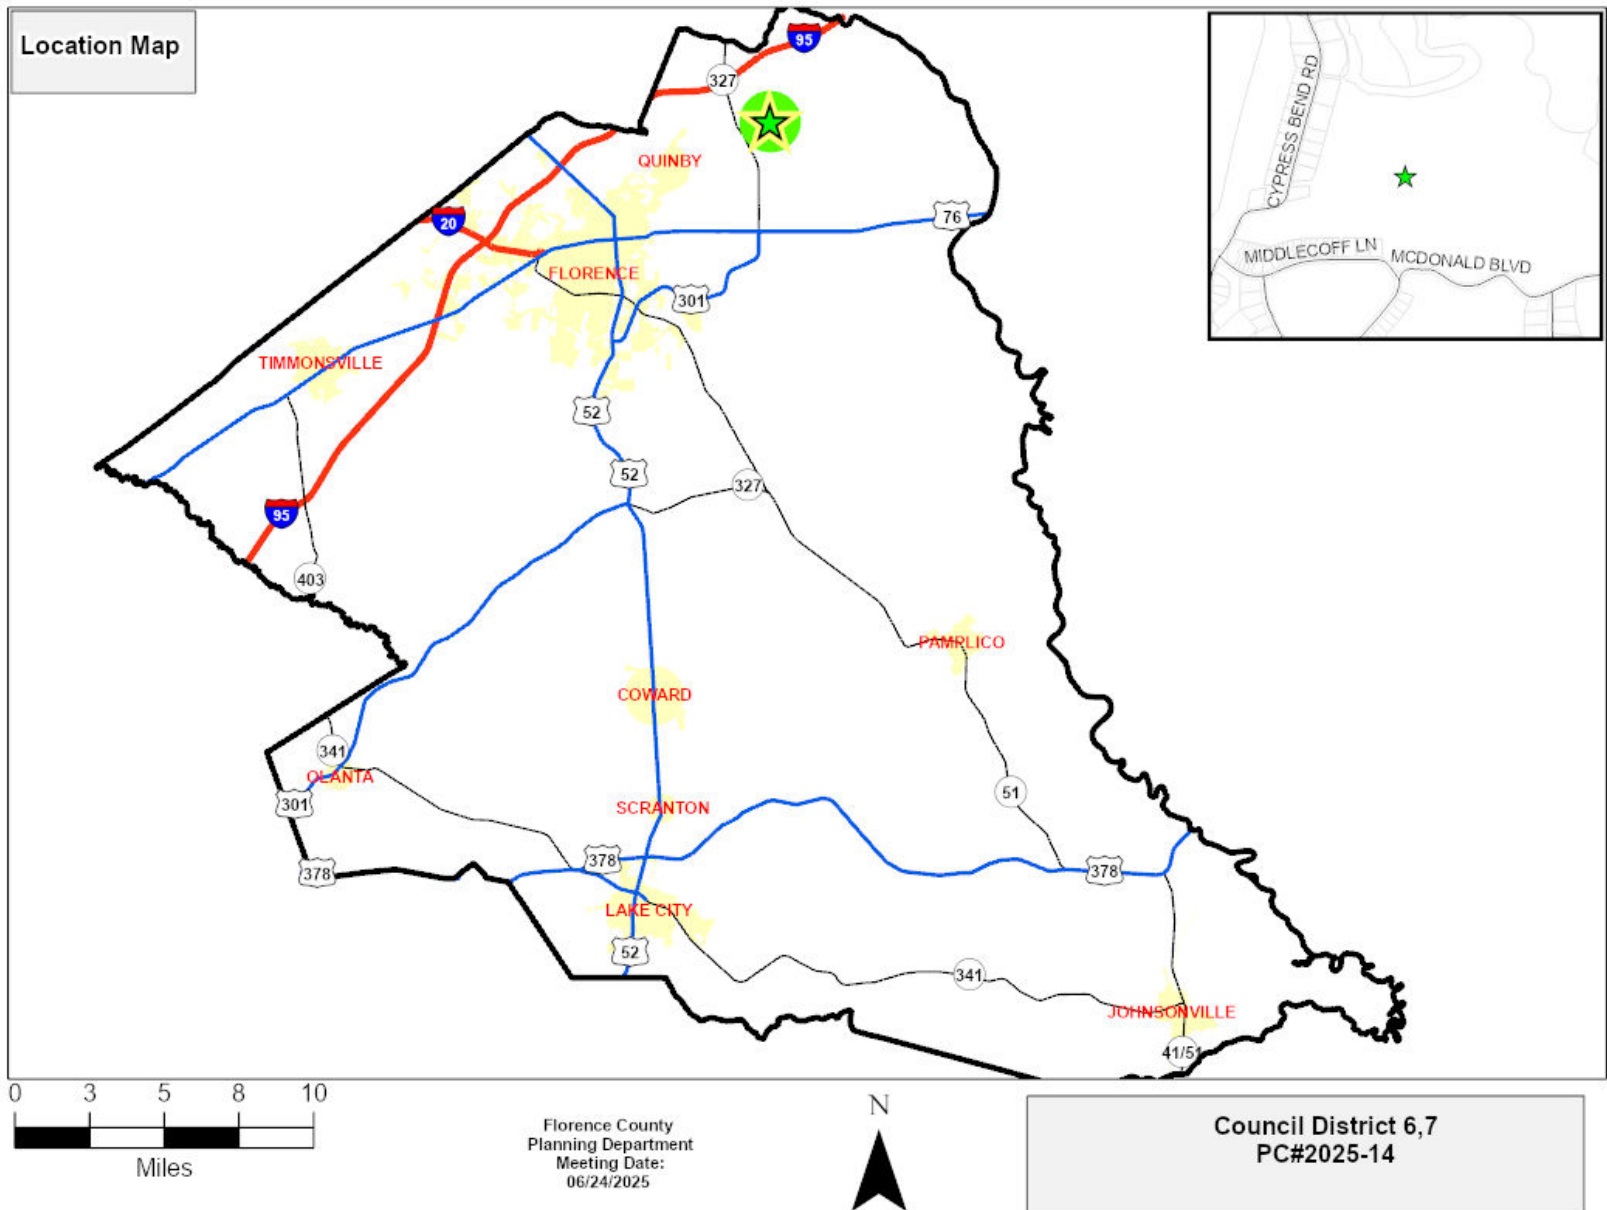 Location Map
95
327
CYPRESS BEND RD
MIDDLECOFF LN
MCDONALD BLVD
QUINBY
20
76
FLORENCE
301
TIMMONSVILLE
52
52
327
95
403
PAMPLICO
COWARD
341
OLANTA
301
51
SCRANTON
378
378
378
LAKE CITY
52
341
JOHNSONVILLE
41/51
0 3 5 8 10
Miles
Florence County
Planning Department
Meeting Date:
06/24/2025
N
Council District 6,7
PC#2025-14